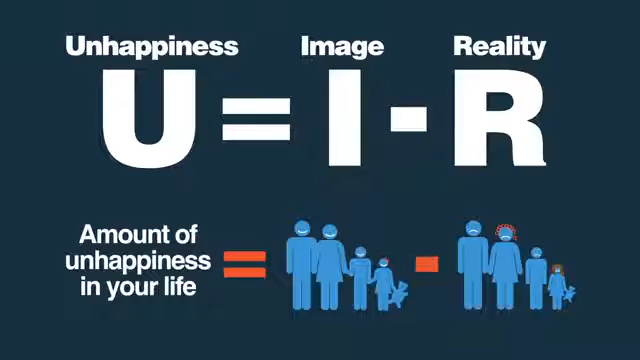 Unhappiness Image Reality
U = I - R
Amount of
unhappiness
in your life
= -